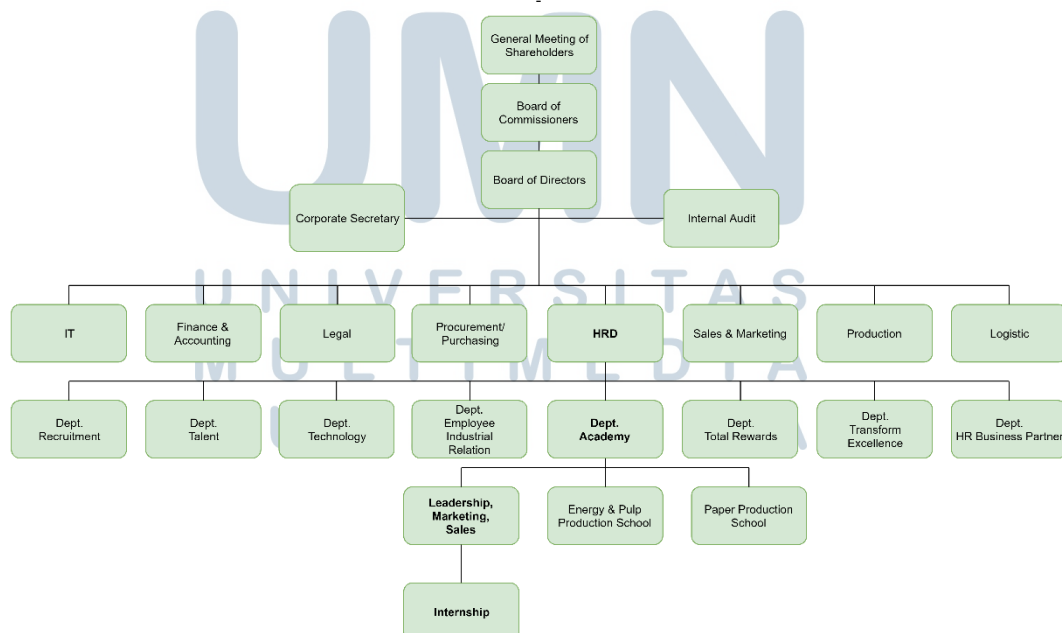 General Meeting of
Shareholders
Board of
Commissioners
Board of Directors
Corporate Secretary
Internal Audit
UMN
UNIVERSITAS
IT
Finance &
Accounting
Legal
Procurement/
Purchasing
HRD
Sales & Marketing
Production
Logistic
MULTIMEDIA
Dept.
Recruitment
Dept.
Talent
Dept.
Technology
Dept.
Employee
Industrial
Relation
Dept.
Academy
Dept.
Total Rewards
Dept.
Transform
Excellence
Dept.
HR Business Partner
Leadership,
Marketing,
Sales
Energy & Pulp
Production School
Paper Production
School
Internship